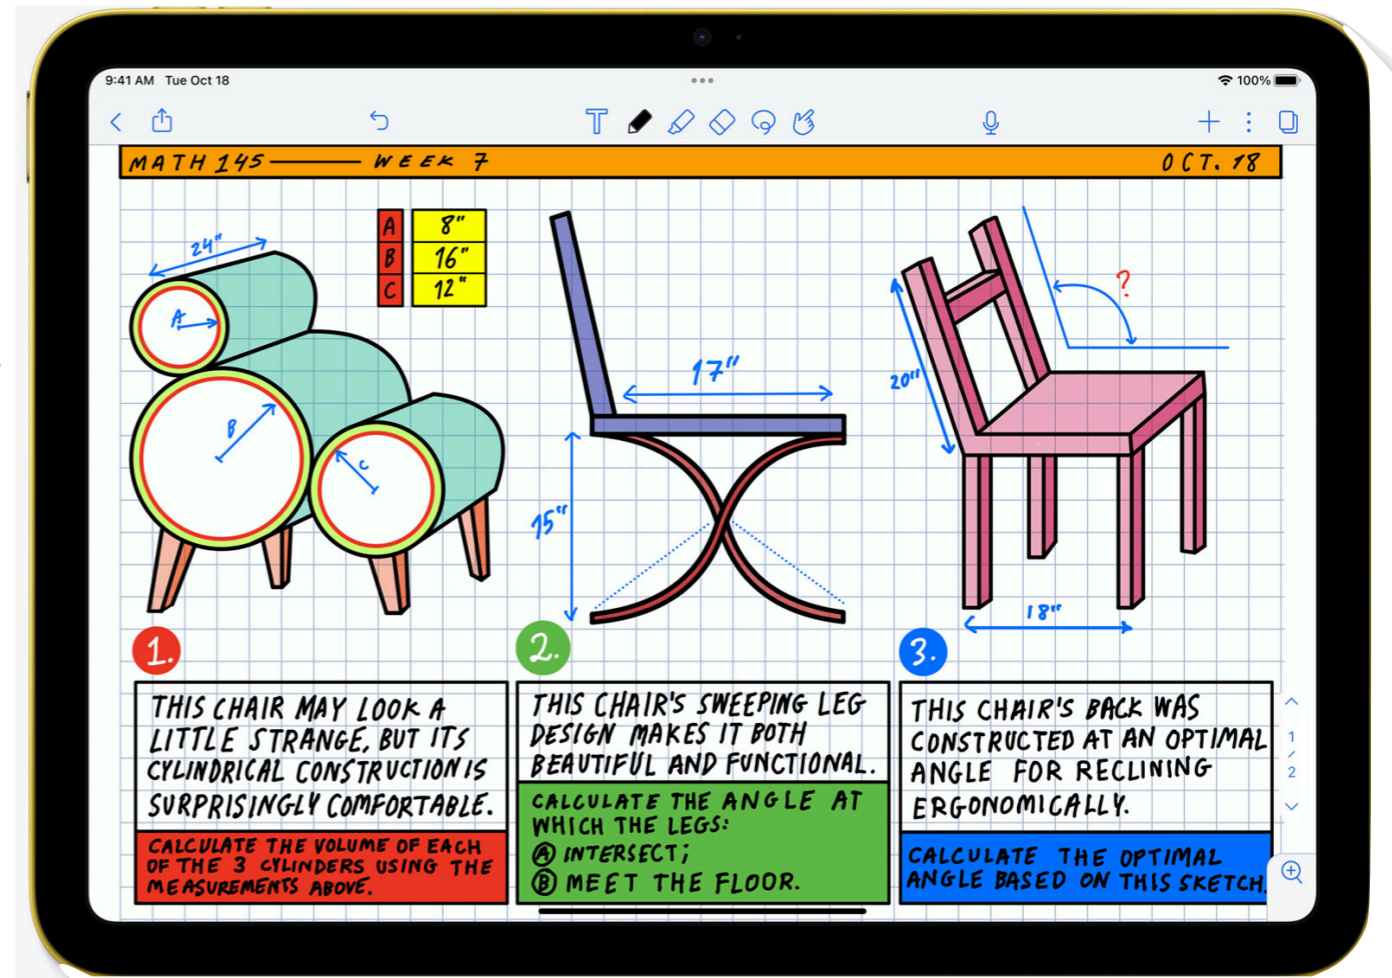 9:41 AM Tue Oct 18
100%
MATH 145 WEEK 7 OCT. 18
24"
A
B
C
A 8"
B 16"
C 12"
17"
15"
?
20"
18"
1.
THIS CHAIR MAY LOOK A
LITTLE STRANGE, BUT ITS
CYLINDRICAL CONSTRUCTION IS
SURPRISINGLY COMFORTABLE.
CALCULATE THE VOLUME OF EACH
OF THE 3 CYLINDERS USING THE
MEASUREMENTS ABOVE.
2.
THIS CHAIR'S SWEEPING LEG
DESIGN MAKES IT BOTH
BEAUTIFUL AND FUNCTIONAL.
CALCULATE THE ANGLE AT
WHICH THE LEGS:
A INTERSECT;
B MEET THE FLOOR.
3.
THIS CHAIR'S BACK WAS
CONSTRUCTED AT AN OPTIMAL
ANGLE FOR RECLINING
ERGONOMICALLY.
CALCULATE THE OPTIMAL
ANGLE BASED ON THIS SKETCH.
1
/
2